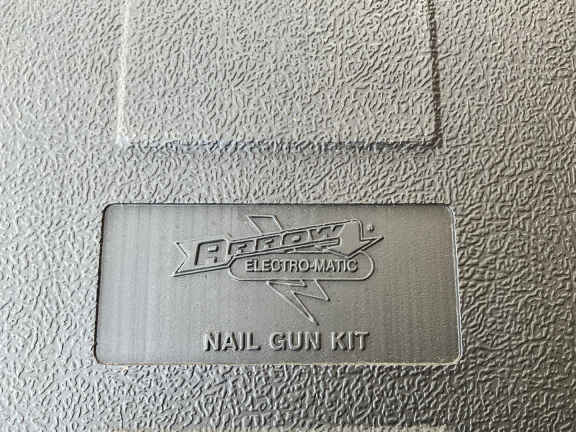 ARROW
ELECTRO-MATIC
NAIL GUN KIT